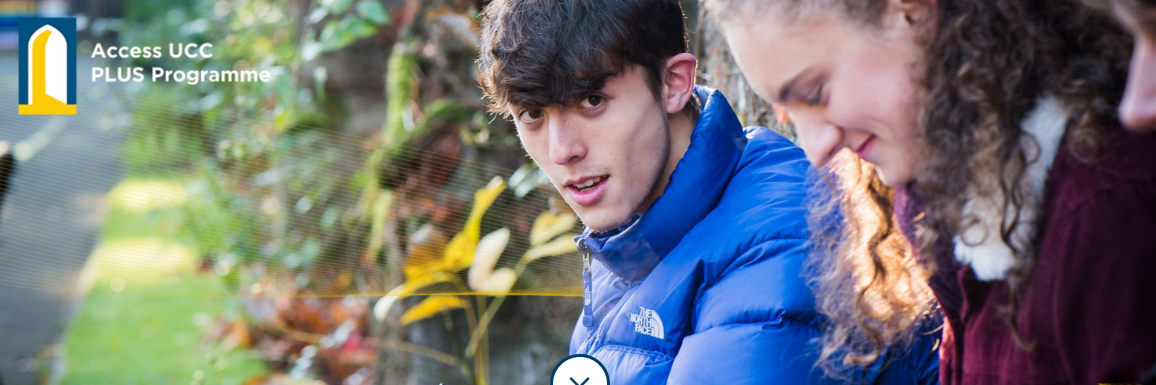 Access UCC
PLUS Programme
THE
NORTH
FACE